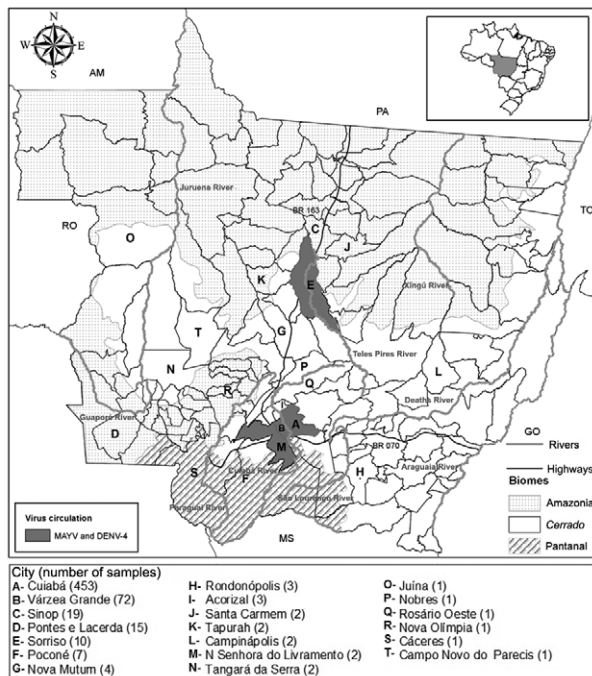 N
W E
S
AM
PA
Juruena River
RO
BR 163
TO
O
C
J
K
E
Xingú River
T
G
Teles Pires River
N
P
L
Q
R
Deaths River
Guaporé River
I
D
B A
GO
M
BR 070
Rivers
S
Cuiabá River
F
H
Araguaia River
Highways
Paraguai River
São Lourenço River
Biomes
Amazonia
Cerrado
Pantanal
Virus circulation
MAYV and DENV-4
MS
City (number of samples)
A- Cuiabá (453)
B- Várzea Grande (72)
C- Sinop (19)
D- Pontes e Lacerda (15)
E- Sorriso (10)
F- Poconé (7)
G- Nova Mutum (4)
H- Rondonópolis (3)
I- Acorizal (3)
J- Santa Carmem (2)
K- Tapurah (2)
L- Campinápolis (2)
M- N Senhora do Livramento (2)
N- Tangará da Serra (2)
O- Juína (1)
P- Nobres (1)
Q- Rosário Oeste (1)
R- Nova Olímpia (1)
S- Cáceres (1)
T- Campo Novo do Parecis (1)